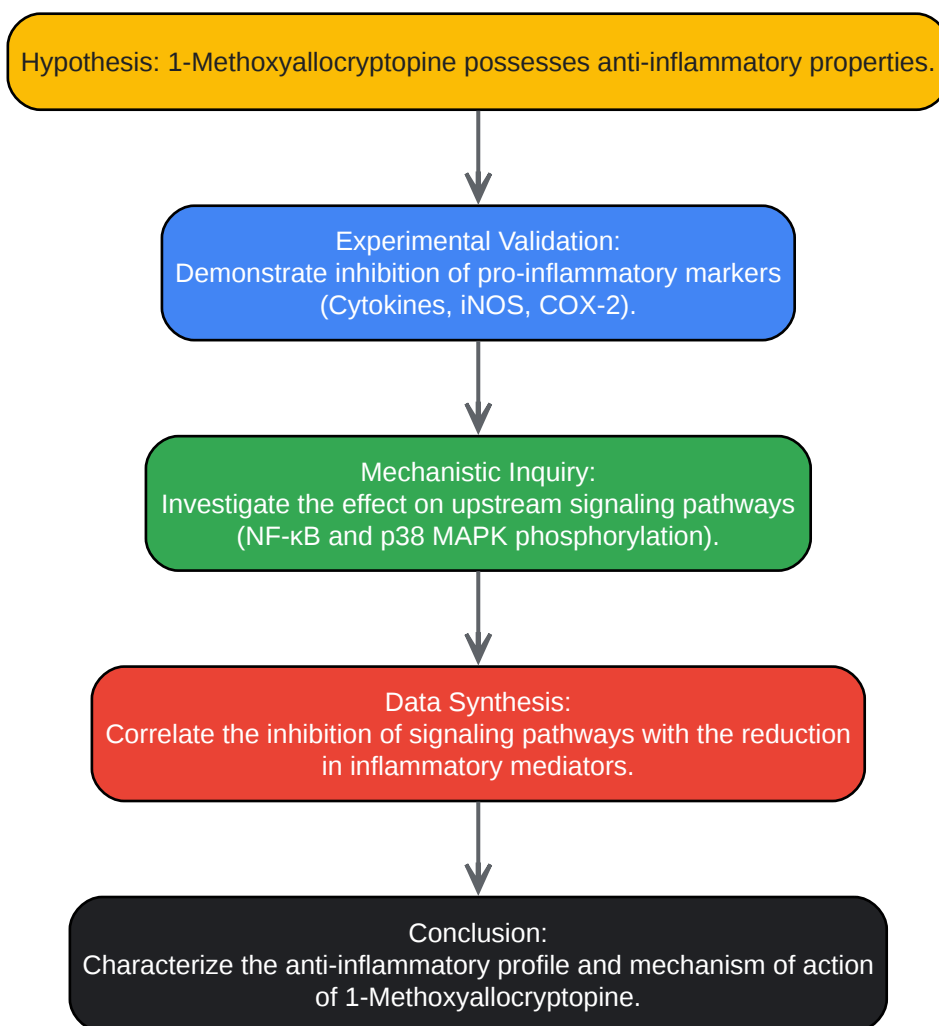 Hypothesis: 1-Methoxyallocryptopine possesses anti-inflammatory properties.
Experimental Validation:
Demonstrate inhibition of pro-inflammatory markers
(Cytokines, iNOS, COX-2).
Mechanistic Inquiry:
Investigate the effect on upstream signaling pathways
(NF-κB and p38 MAPK phosphorylation).
Data Synthesis:
Correlate the inhibition of signaling pathways with the reduction
in inflammatory mediators.
Conclusion:
Characterize the anti-inflammatory profile and mechanism of action
of 1-Methoxyallocryptopine.